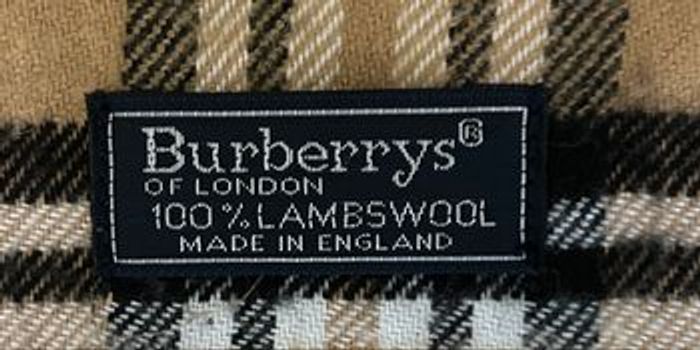 Burberrys®
OF LONDON
100% LAMBSWOOL
MADE IN ENGLAND